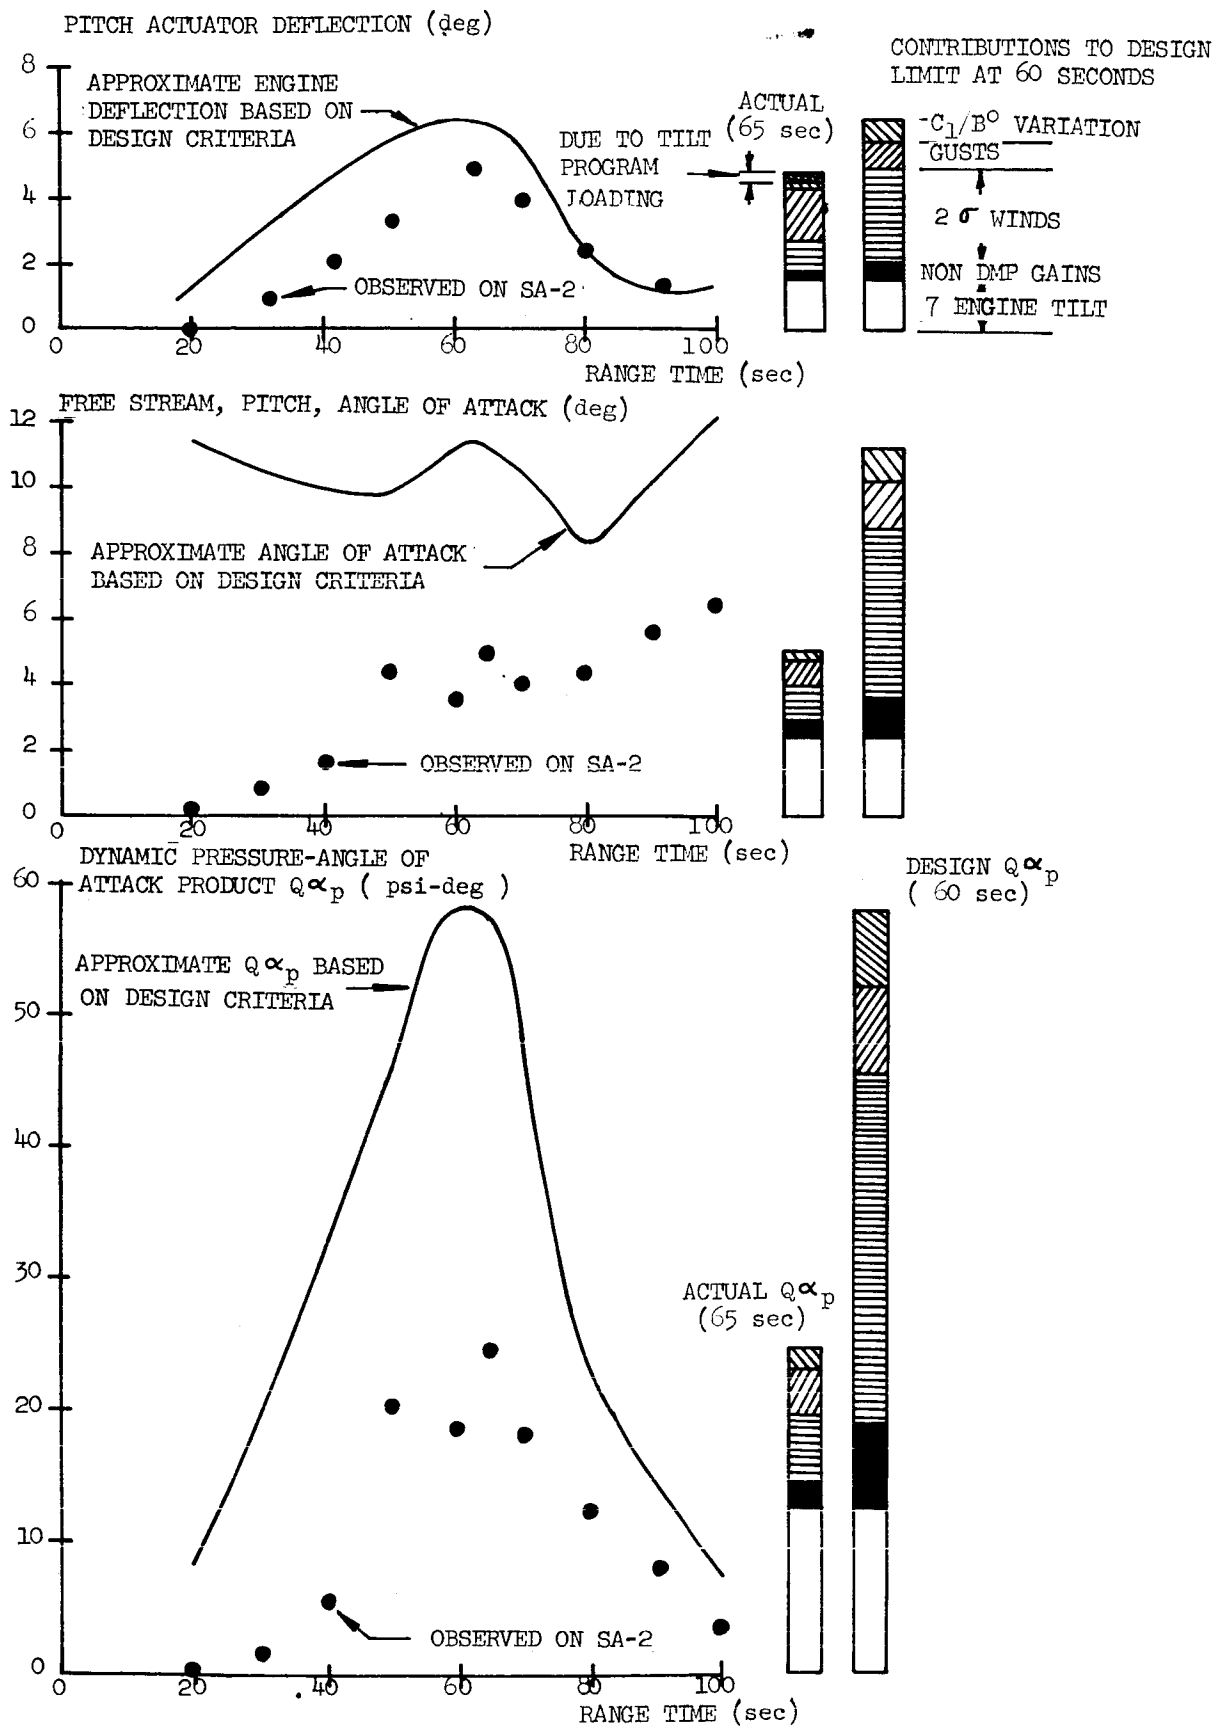 PITCH ACTUATOR DEFLECTION (deg)
CONTRIBUTIONS TO DESIGN
LIMIT AT 60 SECONDS
8
6
4
2
0
APPROXIMATE ENGINE
DEFLECTION BASED ON
DESIGN CRITERIA
ACTUAL
(65 sec)
DUE TO TILT
PROGRAM
LOADING
-C1/B° VARIATION
GUSTS
2 σ WINDS
NON DMP GAINS
7 ENGINE TILT
OBSERVED ON SA-2
0 20 40 60 80 100
RANGE TIME (sec)
FREE STREAM, PITCH, ANGLE OF ATTACK (deg)
12
10
8
6
4
2
0
APPROXIMATE ANGLE OF ATTACK
BASED ON DESIGN CRITERIA
OBSERVED ON SA-2
0 20 40 60 80 100
RANGE TIME (sec)
DYNAMIC PRESSURE-ANGLE OF
ATTACK PRODUCT Q∝p ( psi-deg )
DESIGN Q∝p
( 60 sec)
60
50
40
30
20
10
0
APPROXIMATE Q∝p BASED
ON DESIGN CRITERIA
ACTUAL Q∝p
(65 sec)
OBSERVED ON SA-2
0 20 40 60 80 100
RANGE TIME (sec)